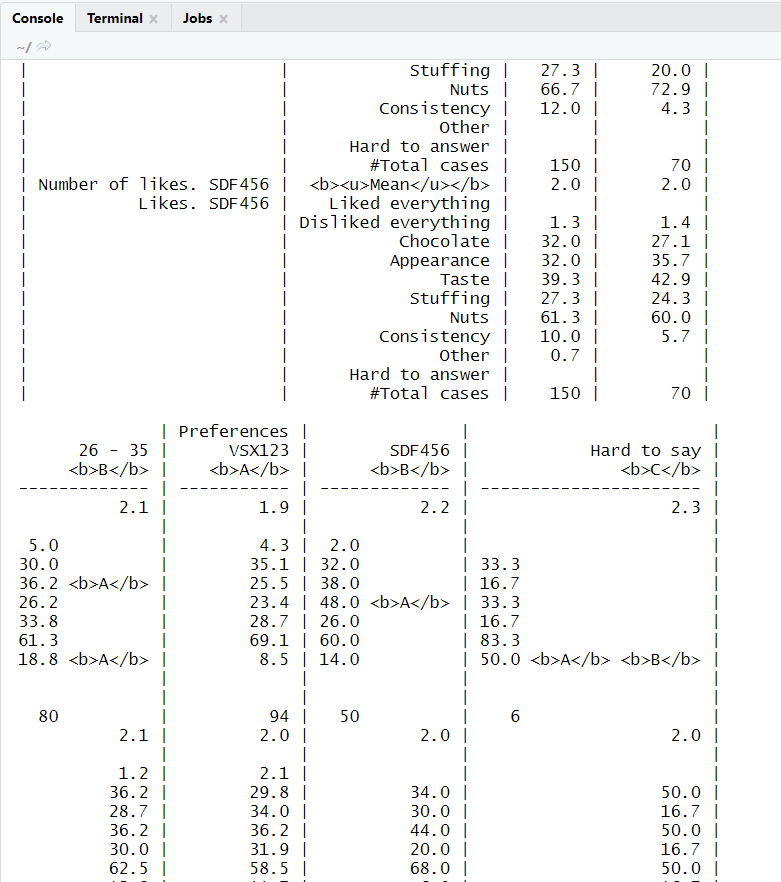 Console Terminal × Jobs ×
~/
| | Stuffing | 27.3 | 20.0 |
| | Nuts | 66.7 | 72.9 |
| | Consistency | 12.0 | 4.3 |
| | Other | | |
| | Hard to answer | | |
| | #Total cases | 150 | 70 |
| Number of likes. SDF456 | <b><u>Mean</u></b> | 2.0 | 2.0 |
| Likes. SDF456 | Liked everything | | |
| | Disliked everything | 1.3 | 1.4 |
| | Chocolate | 32.0 | 27.1 |
| | Appearance | 32.0 | 35.7 |
| | Taste | 39.3 | 42.9 |
| | Stuffing | 27.3 | 24.3 |
| | Nuts | 61.3 | 60.0 |
| | Consistency | 10.0 | 5.7 |
| | Other | 0.7 | |
| | Hard to answer | | |
| | #Total cases | 150 | 70 |
| Preferences | | |
26 - 35 | VSX123 | SDF456 | Hard to say |
<b>B</b> | <b>A</b> | <b>B</b> | <b>C</b> |
------------- | ----------- | ------------- | ---------------------- |
2.1 | 1.9 | 2.2 | 2.3 |
| | | |
5.0 | 4.3 | 2.0 | |
30.0 | 35.1 | 32.0 | 33.3 |
36.2 <b>A</b> | 25.5 | 38.0 | 16.7 |
26.2 | 23.4 | 48.0 <b>A</b> | 33.3 |
33.8 | 28.7 | 26.0 | 16.7 |
61.3 | 69.1 | 60.0 | 83.3 |
18.8 <b>A</b> | 8.5 | 14.0 | 50.0 <b>A</b> <b>B</b> |
| | | |
| | | |
80 | 94 | 50 | 6 |
2.1 | 2.0 | 2.0 | 2.0 |
| | | |
1.2 | 2.1 | | |
36.2 | 29.8 | 34.0 | 50.0 |
28.7 | 34.0 | 30.0 | 16.7 |
36.2 | 36.2 | 44.0 | 50.0 |
30.0 | 31.9 | 20.0 | 16.7 |
62.5 | 58.5 | 68.0 | 50.0 |